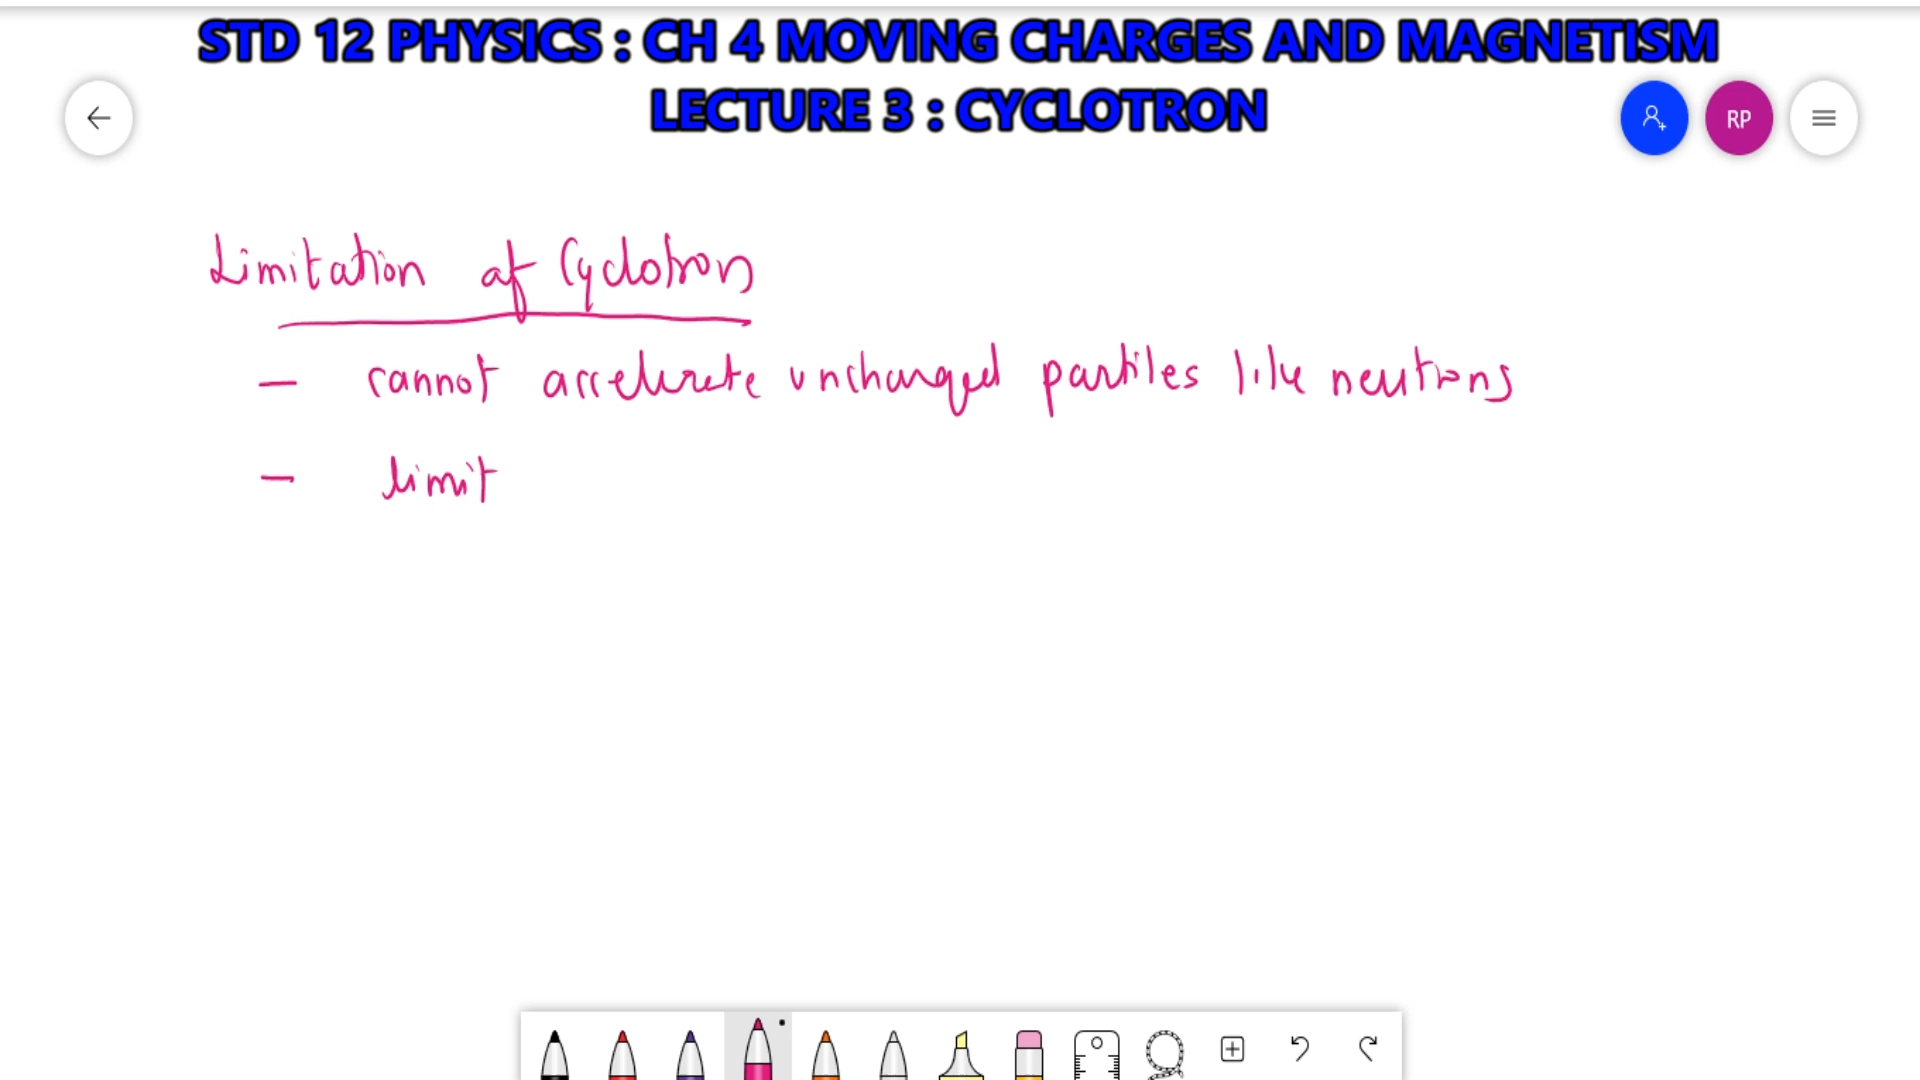 STD 12 PHYSICS : CH 4 MOVING CHARGES AND MAGNETISM
LECTURE 3 : CYCLOTRON
RP
Limitation of Cyclotron
- cannot accelerate uncharged partiles like neutrons
- limit